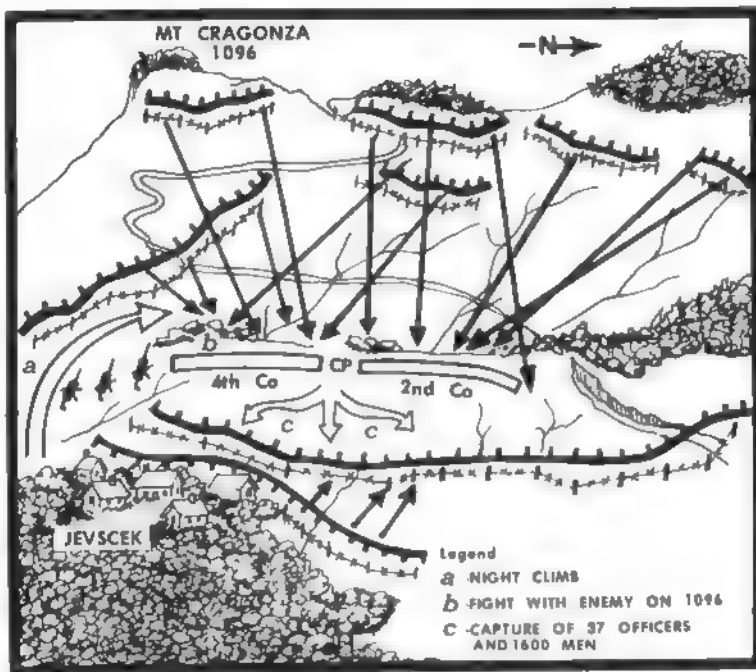 MT CRAGONZA
1096
N
a
b
4th Co
CP
2nd Co
c
c
JEVSCEK
Legend
a NIGHT CLIMB
b FIGHT WITH ENEMY ON 1096
c CAPTURE OF 37 OFFICERS
AND 1600 MEN